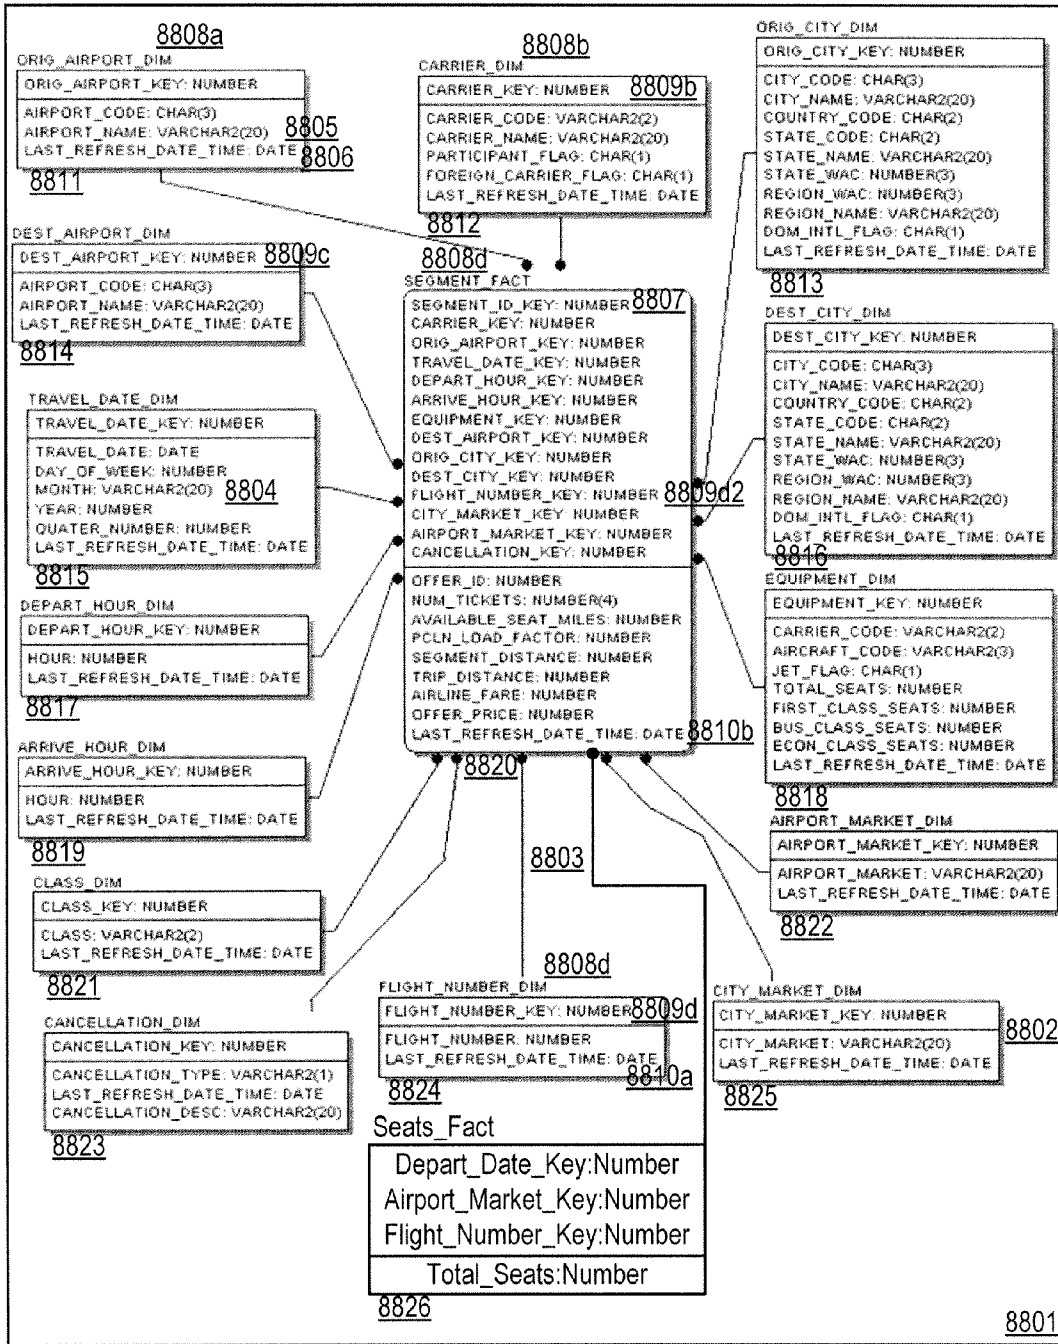 8808a
ORIG_AIRPORT_DIM
ORIG_AIRPORT_KEY: NUMBER
AIRPORT_CODE: CHAR(3)
AIRPORT_NAME: VARCHAR2(20)
8805
LAST_REFRESH_DATE_TIME: DATE
8806
8811
8808b
CARRIER_DIM
CARRIER_KEY: NUMBER
8809b
CARRIER_CODE: VARCHAR2(2)
CARRIER_NAME: VARCHAR2(20)
PARTICIPANT_FLAG: CHAR(1)
FOREIGN_CARRIER_FLAG: CHAR(1)
LAST_REFRESH_DATE_TIME: DATE
8812
ORIG_CITY_DIM
ORIG_CITY_KEY: NUMBER
CITY_CODE: CHAR(3)
CITY_NAME: VARCHAR2(20)
COUNTRY_CODE: CHAR(2)
STATE_CODE: CHAR(2)
STATE_NAME: VARCHAR2(20)
STATE_WAC: NUMBER(3)
REGION_WAC: NUMBER(3)
REGION_NAME: VARCHAR2(20)
DOM_INTL_FLAG: CHAR(1)
LAST_REFRESH_DATE_TIME: DATE
8813
DEST_AIRPORT_DIM
DEST_AIRPORT_KEY: NUMBER
8809c
AIRPORT_CODE: CHAR(3)
AIRPORT_NAME: VARCHAR2(20)
LAST_REFRESH_DATE_TIME: DATE
8814
8808d
SEGMENT_FACT
SEGMENT_ID_KEY: NUMBER
8807
CARRIER_KEY: NUMBER
ORIG_AIRPORT_KEY: NUMBER
TRAVEL_DATE_KEY: NUMBER
DEPART_HOUR_KEY: NUMBER
ARRIVE_HOUR_KEY: NUMBER
EQUIPMENT_KEY: NUMBER
DEST_AIRPORT_KEY: NUMBER
ORIG_CITY_KEY: NUMBER
DEST_CITY_KEY: NUMBER
FLIGHT_NUMBER_KEY: NUMBER
8809d2
CITY_MARKET_KEY: NUMBER
AIRPORT_MARKET_KEY: NUMBER
CANCELLATION_KEY: NUMBER
OFFER_ID: NUMBER
NUM_TICKETS: NUMBER(4)
AVAILABLE_SEAT_MILES: NUMBER
PCLN_LOAD_FACTOR: NUMBER
SEGMENT_DISTANCE: NUMBER
TRIP_DISTANCE: NUMBER
AIRLINE_FARE: NUMBER
OFFER_PRICE: NUMBER
LAST_REFRESH_DATE_TIME: DATE
8810b
8820
DEST_CITY_DIM
DEST_CITY_KEY: NUMBER
CITY_CODE: CHAR(3)
CITY_NAME: VARCHAR2(20)
COUNTRY_CODE: CHAR(2)
STATE_CODE: CHAR(2)
STATE_NAME: VARCHAR2(20)
STATE_WAC: NUMBER(3)
REGION_WAC: NUMBER(3)
REGION_NAME: VARCHAR2(20)
DOM_INTL_FLAG: CHAR(1)
LAST_REFRESH_DATE_TIME: DATE
8816
TRAVEL_DATE_DIM
TRAVEL_DATE_KEY: NUMBER
TRAVEL_DATE: DATE
DAY_OF_WEEK: NUMBER
MONTH: VARCHAR2(20)
8804
YEAR: NUMBER
QUATER_NUMBER: NUMBER
LAST_REFRESH_DATE_TIME: DATE
8815
DEPART_HOUR_DIM
DEPART_HOUR_KEY: NUMBER
HOUR: NUMBER
LAST_REFRESH_DATE_TIME: DATE
8817
EQUIPMENT_DIM
EQUIPMENT_KEY: NUMBER
CARRIER_CODE: VARCHAR2(2)
AIRCRAFT_CODE: VARCHAR2(3)
JET_FLAG: CHAR(1)
TOTAL_SEATS: NUMBER
FIRST_CLASS_SEATS: NUMBER
BUS_CLASS_SEATS: NUMBER
ECON_CLASS_SEATS: NUMBER
LAST_REFRESH_DATE_TIME: DATE
8818
ARRIVE_HOUR_DIM
ARRIVE_HOUR_KEY: NUMBER
HOUR: NUMBER
LAST_REFRESH_DATE_TIME: DATE
8819
8803
AIRPORT_MARKET_DIM
AIRPORT_MARKET_KEY: NUMBER
AIRPORT_MARKET: VARCHAR2(20)
LAST_REFRESH_DATE_TIME: DATE
8822
CLASS_DIM
CLASS_KEY: NUMBER
CLASS: VARCHAR2(2)
LAST_REFRESH_DATE_TIME: DATE
8821
8808d
FLIGHT_NUMBER_DIM
FLIGHT_NUMBER_KEY: NUMBER
8809d
FLIGHT_NUMBER: NUMBER
LAST_REFRESH_DATE_TIME: DATE
8810a
8824
CITY_MARKET_DIM
CITY_MARKET_KEY: NUMBER
8802
CITY_MARKET: VARCHAR2(20)
LAST_REFRESH_DATE_TIME: DATE
8825
CANCELLATION_DIM
CANCELLATION_KEY: NUMBER
CANCELLATION_TYPE: VARCHAR2(1)
LAST_REFRESH_DATE_TIME: DATE
CANCELLATION_DESC: VARCHAR2(20)
8823
Seats_Fact
Depart_Date_Key:Number
Airport_Market_Key:Number
Flight_Number_Key:Number
Total_Seats:Number
8826
8801